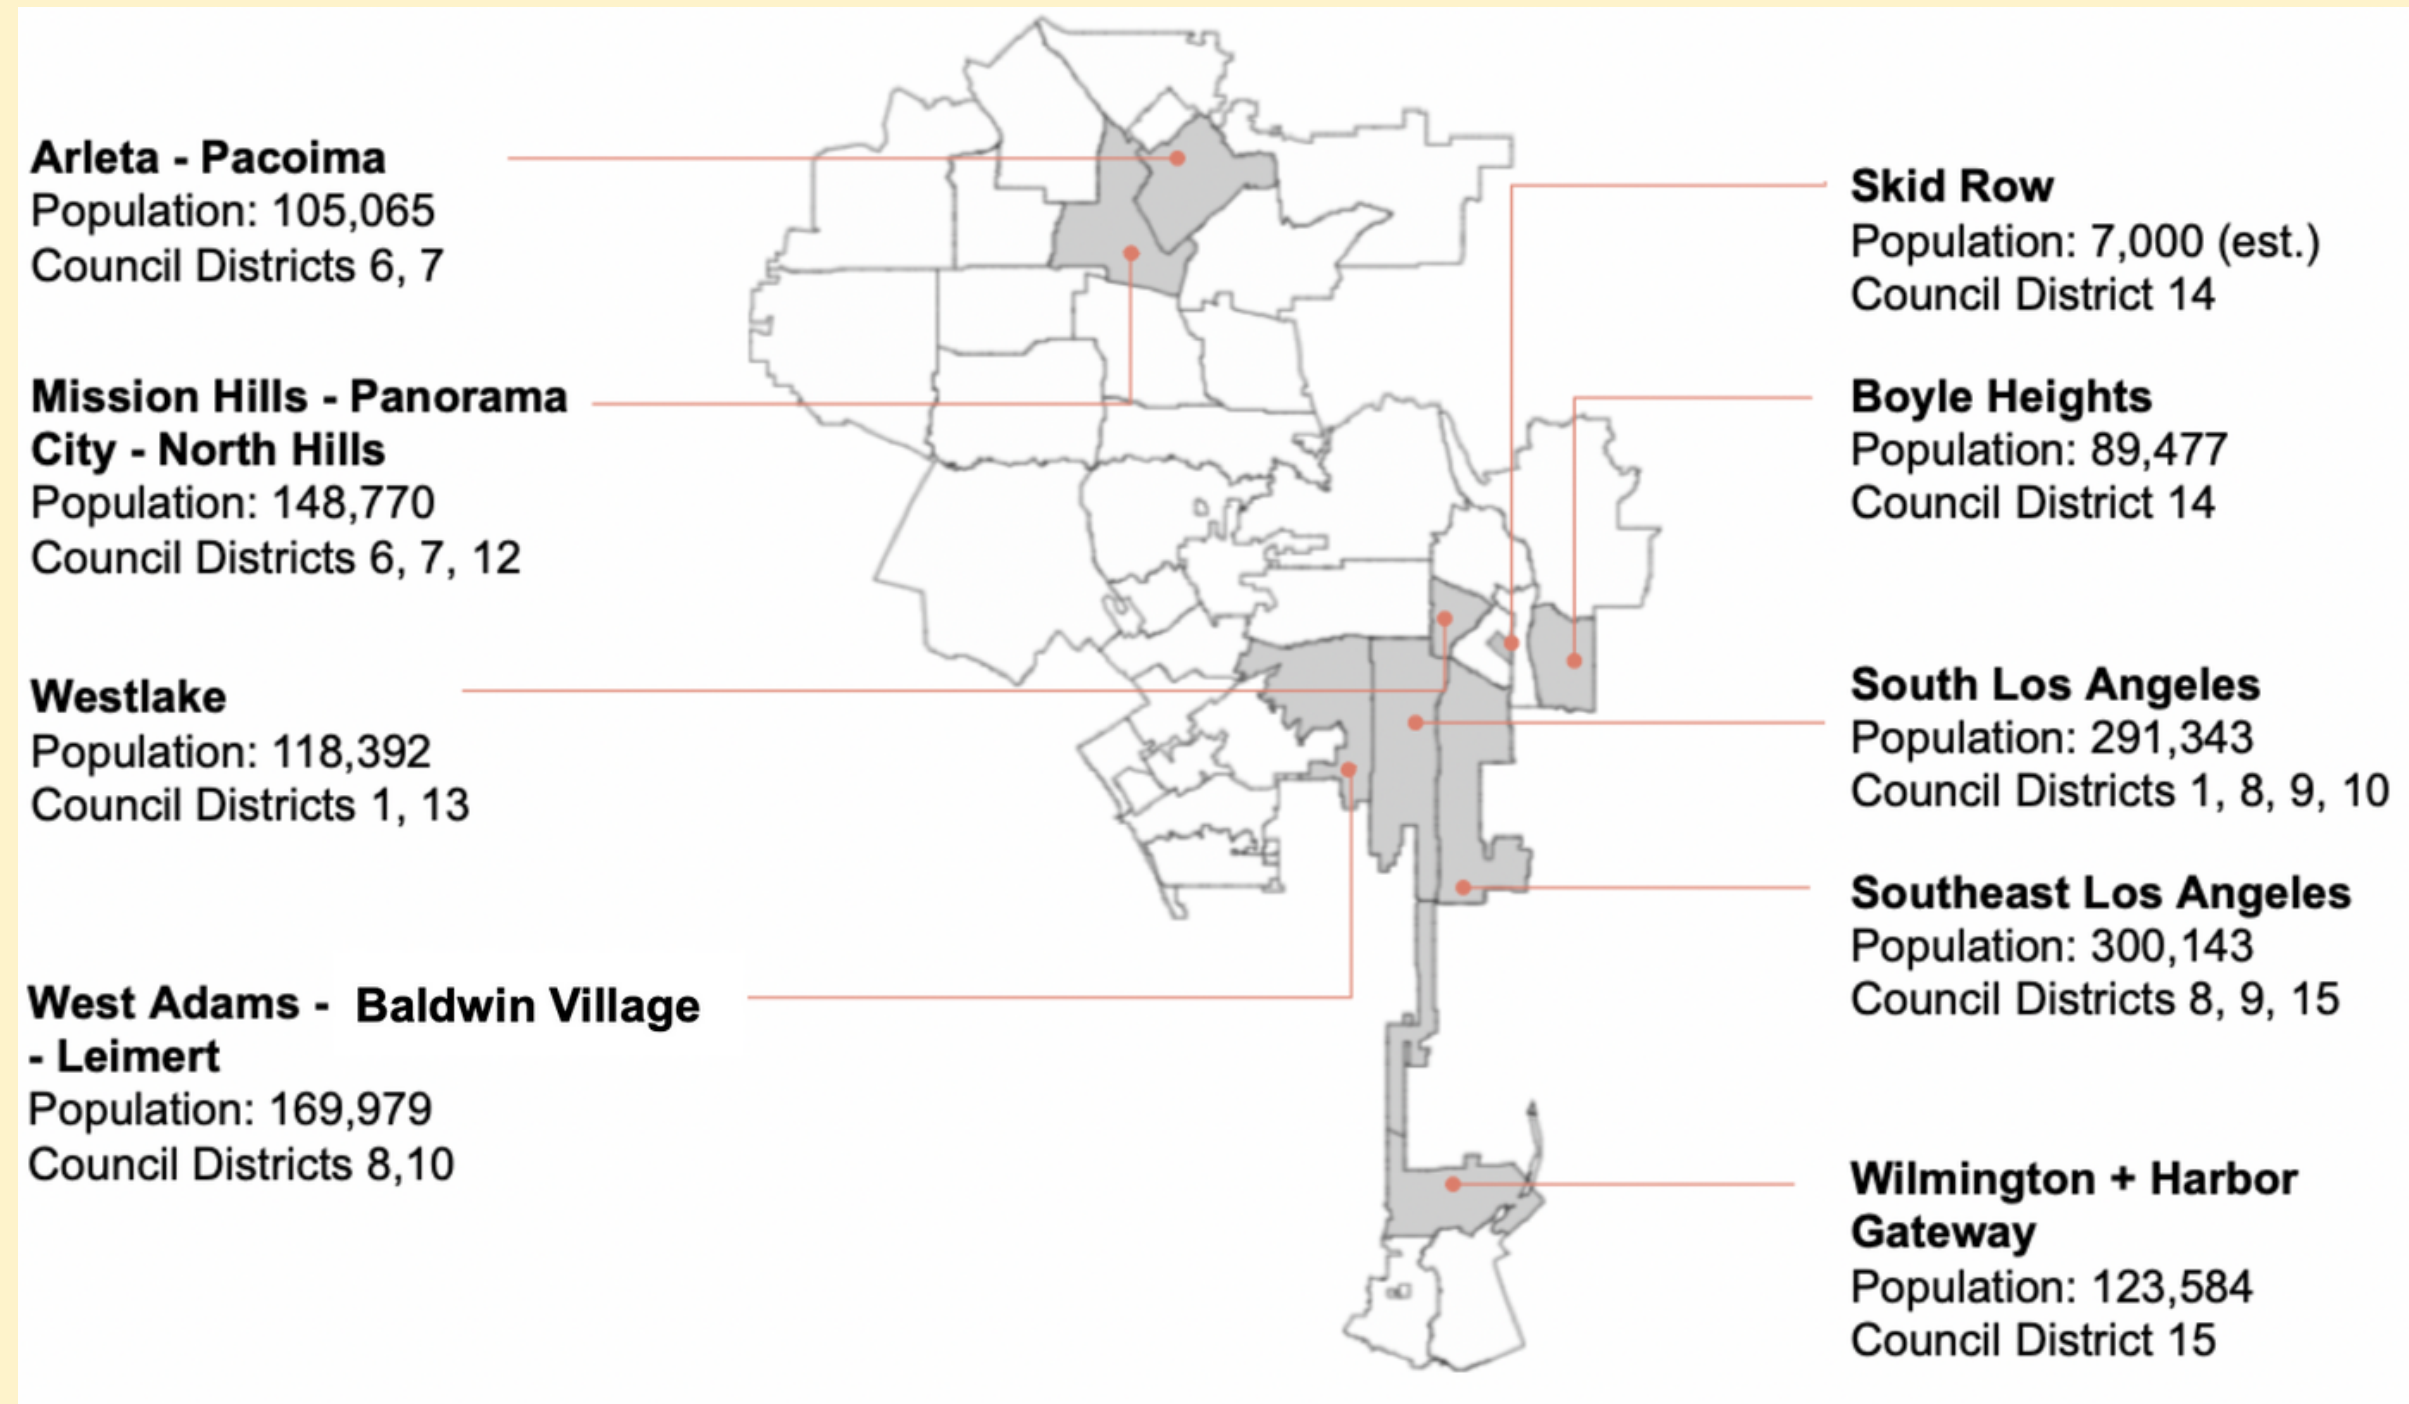 Arleta - Pacoima
Population: 105,065
Council Districts 6, 7
Mission Hills - Panorama
City - North Hills
Population: 148,770
Council Districts 6, 7, 12
Westlake
Population: 118,392
Council Districts 1, 13
West Adams - Baldwin Village
- Leimert
Population: 169,979
Council Districts 8,10
Skid Row
Population: 7,000 (est.)
Council District 14
Boyle Heights
Population: 89,477
Council District 14
South Los Angeles
Population: 291,343
Council Districts 1, 8, 9, 10
Southeast Los Angeles
Population: 300,143
Council Districts 8, 9, 15
Wilmington + Harbor
Gateway
Population: 123,584
Council District 15